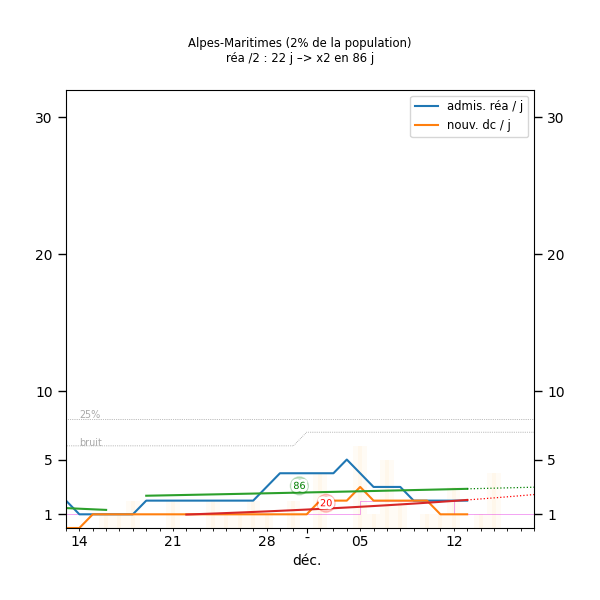 Alpes-Maritimes (2% de la population)
réa /2 : 22 j –> x2 en 86 j
admis. réa / j
nouv. dc / j
30 30
20 20
10 10
25%
bruit
5 5
86
20
1 1
14 21 28 - 05 12
déc.